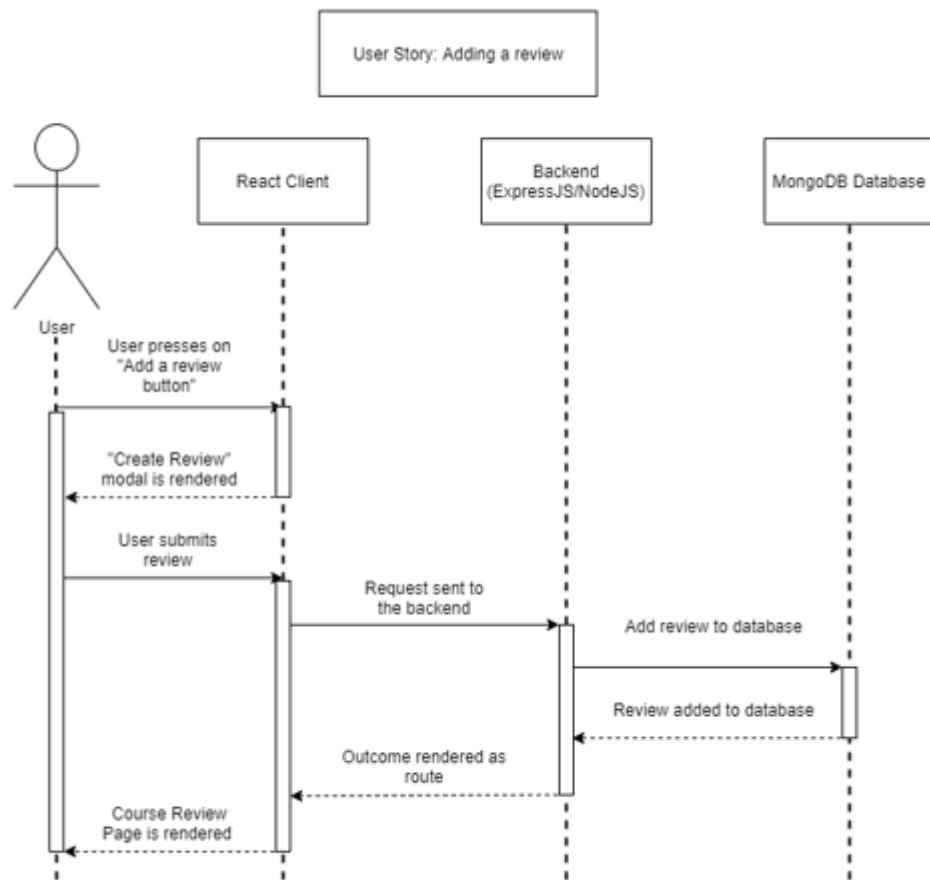 User Story: Adding a review
React Client
Backend
(ExpressJS/NodeJS)
MongoDB Database
User
User presses on
"Add a review
button"
"Create Review"
modal is rendered
User submits
review
Request sent to
the backend
Add review to database
Review added to database
Outcome rendered as
route
Course Review
Page is rendered